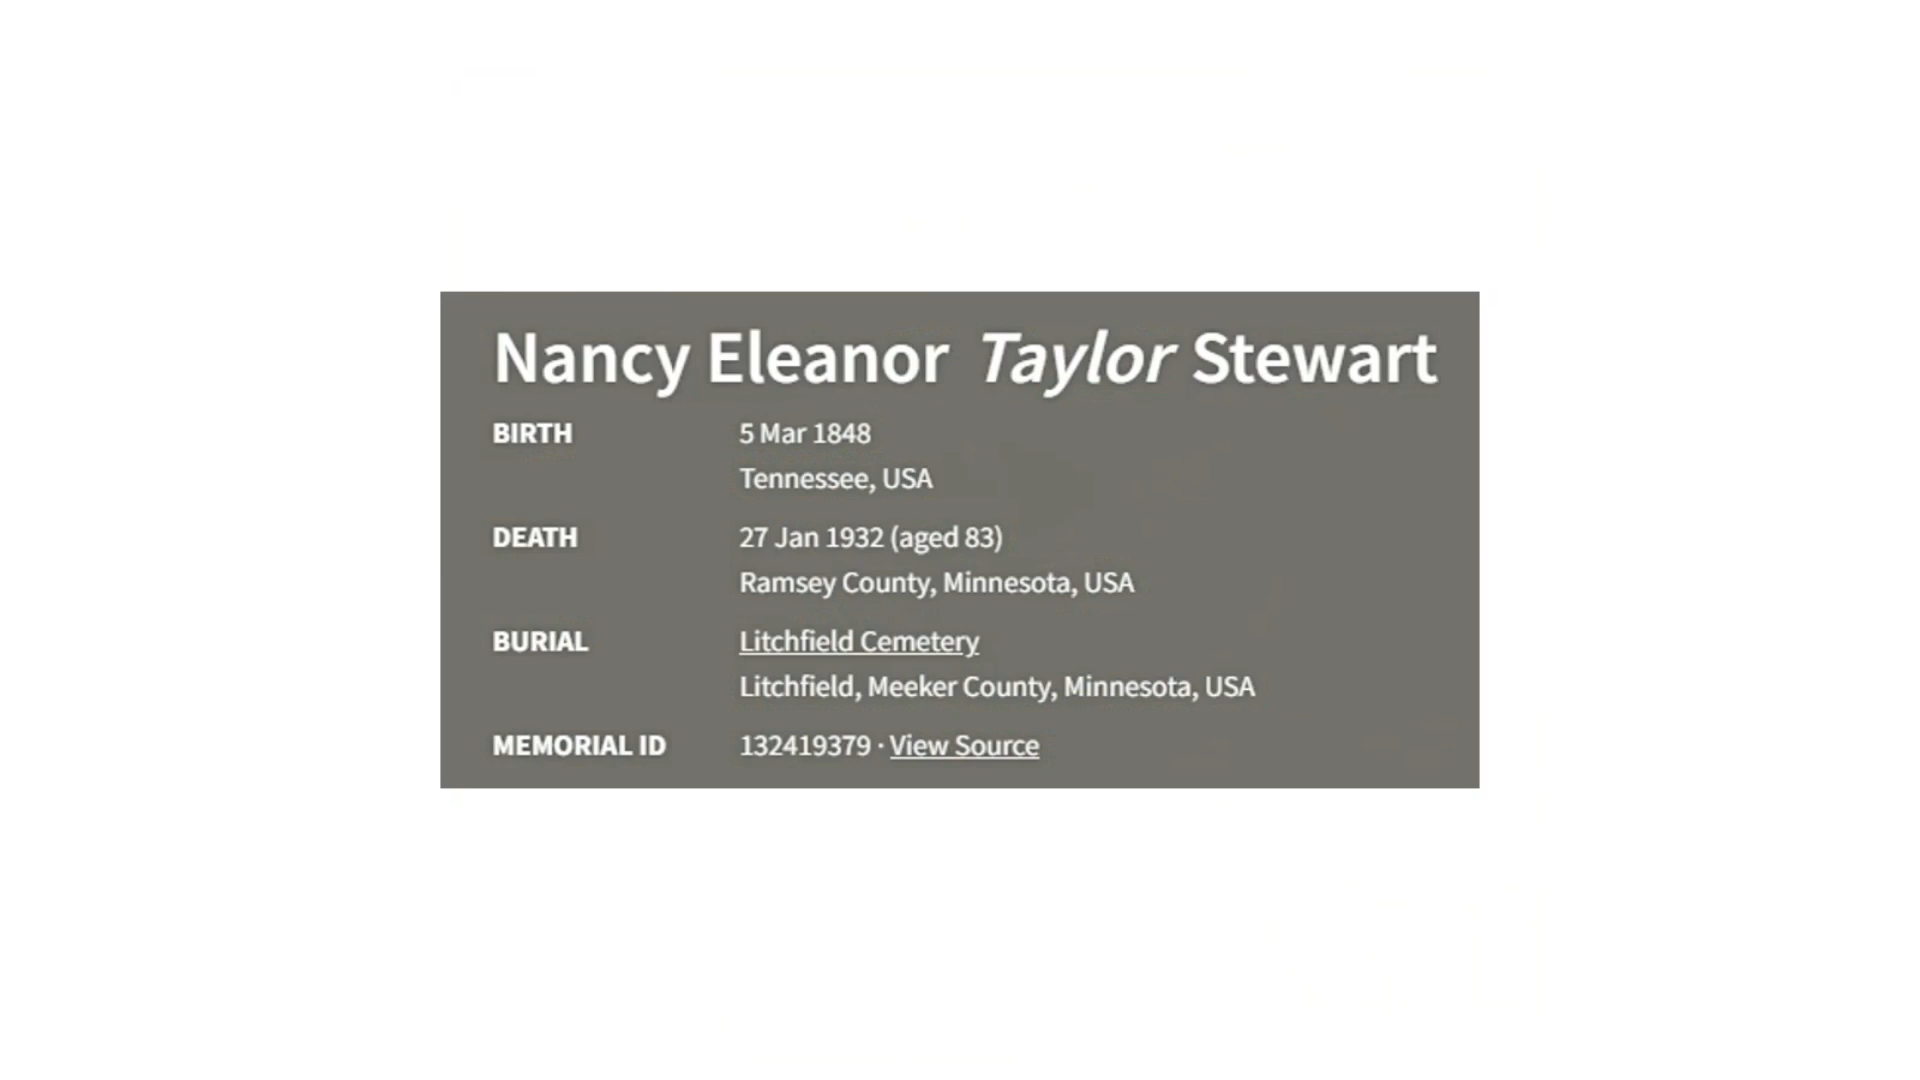 Nancy Eleanor Taylor Stewart
BIRTH 5 Mar 1848
Tennessee, USA
DEATH 27 Jan 1932 (aged 83)
Ramsey County, Minnesota, USA
BURIAL Litchfield Cemetery
Litchfield, Meeker County, Minnesota, USA
MEMORIAL ID 132419379 · View Source